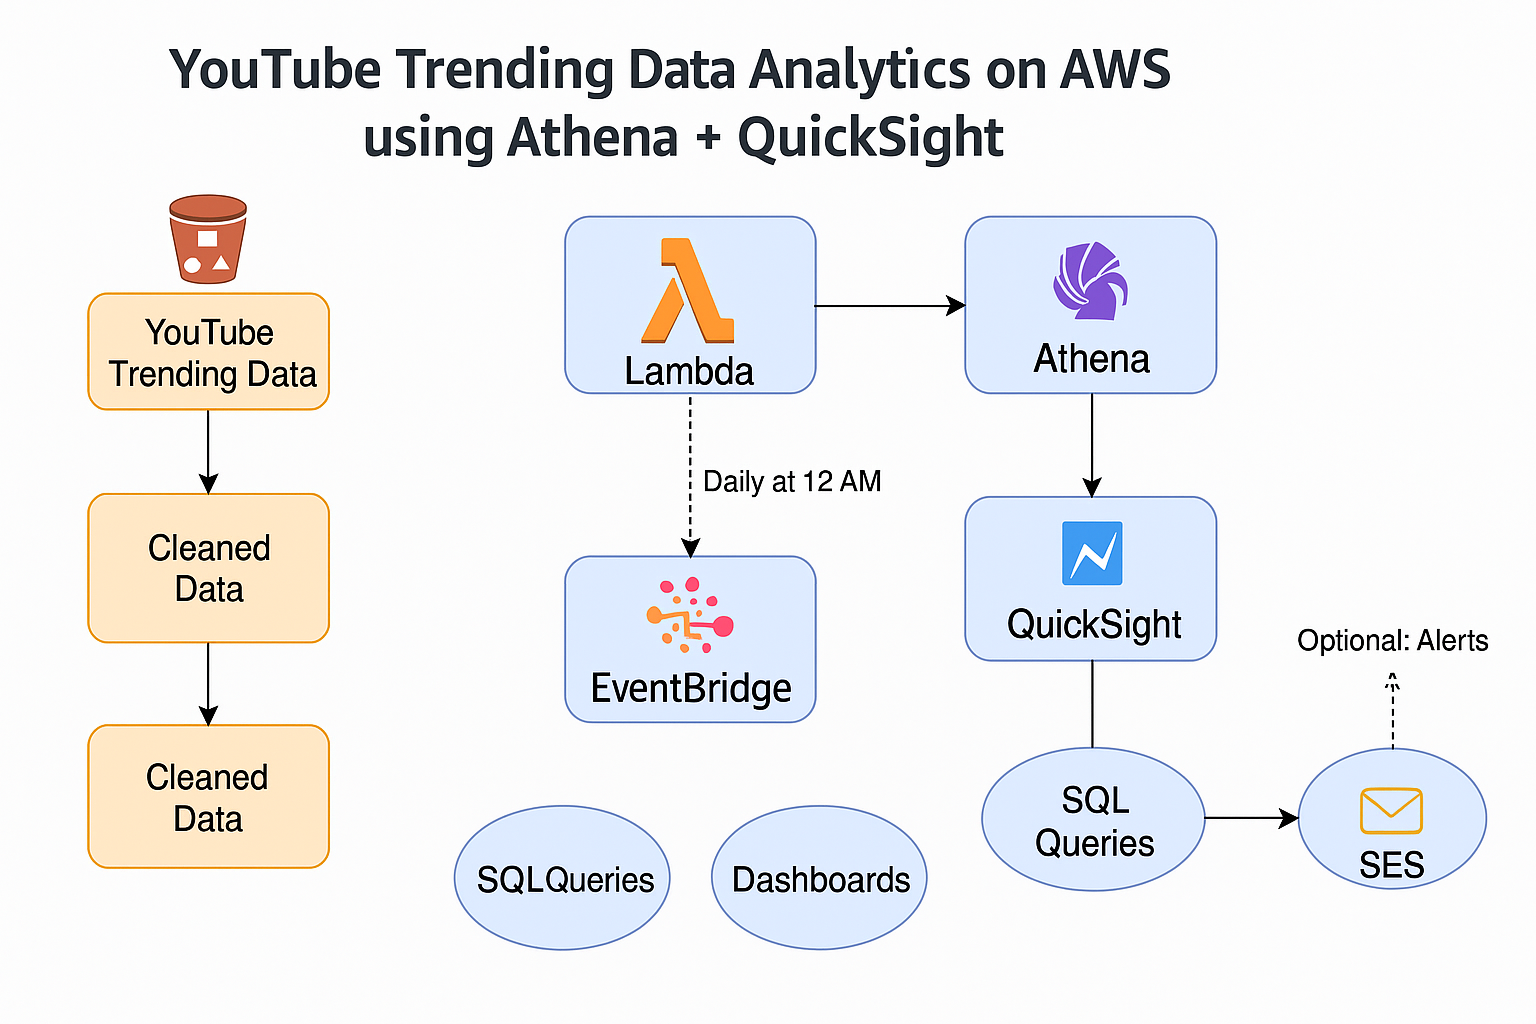 YouTube Trending Data Analytics on AWS
using Athena + QuickSight
YouTube
Trending Data
Cleaned
Data
Cleaned
Data
Lambda
Daily at 12 AM
EventBridge
Athena
QuickSight
SQL
Queries
Optional: Alerts
SES
SQLQueries
Dashboards